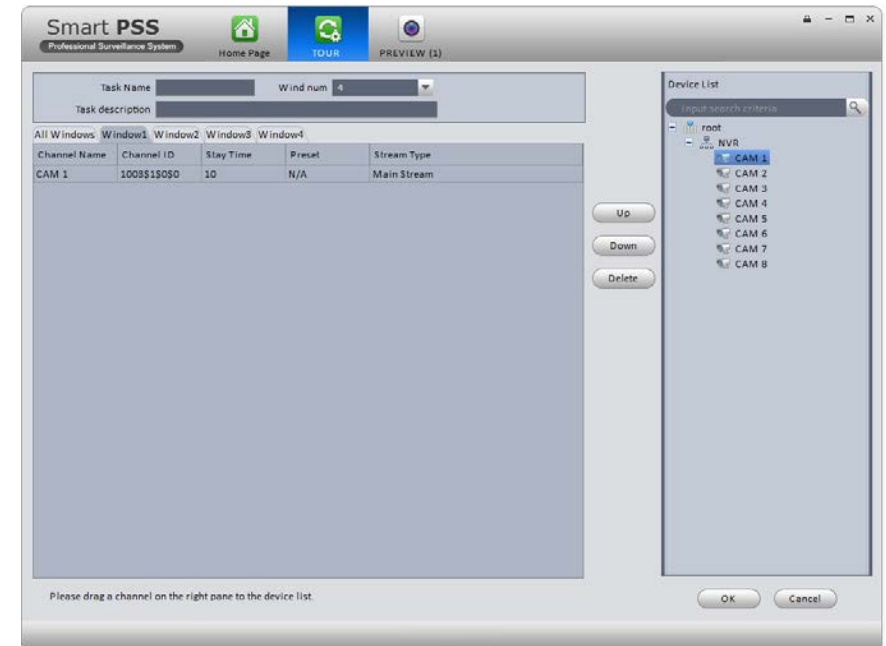 Smart PSS
Professional Surveillance System
Home Page
TOUR
PREVIEW (1)
Task Name
Wind num 4
Task description
All Windows Window1 Window2 Window3 Window4
Channel Name Channel ID Stay Time Preset Stream Type
CAM 1 1003$1$0$0 10 N/A Main Stream
Up
Down
Delete
Device List
Input search criteria
root
NVR
CAM 1
CAM 2
CAM 3
CAM 4
CAM 5
CAM 6
CAM 7
CAM 8
Please drag a channel on the right pane to the device list.
OK Cancel